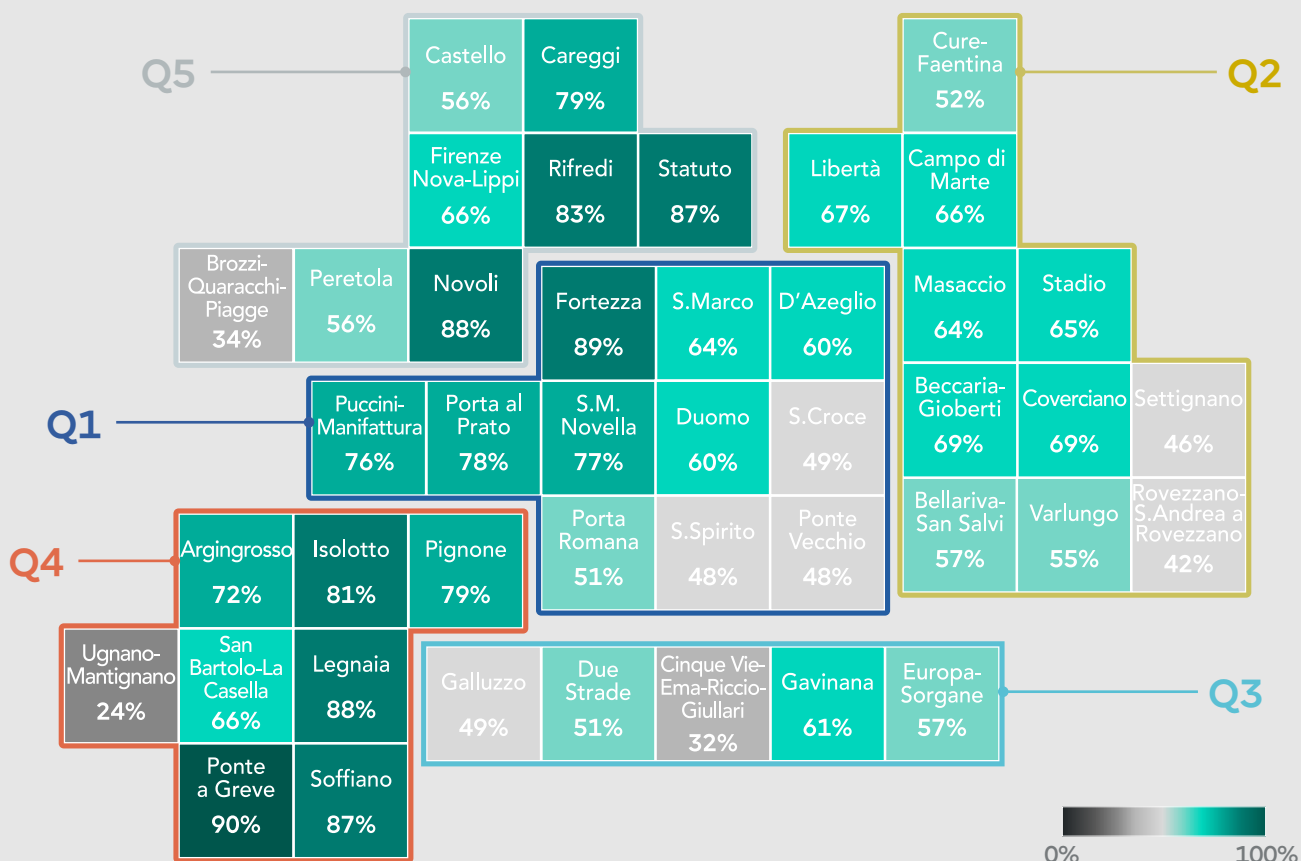 Q5
Castello
56%
Careggi
79%
Firenze
Nova-Lippi
66%
Rifredi
83%
Statuto
87%
Brozzi-
Quaracchi-
Piagge
34%
Peretola
56%
Novoli
88%
Q2
Cure-
Faentina
52%
Libertà
67%
Campo di
Marte
66%
Masaccio
64%
Stadio
65%
Beccaria-
Gioberti
69%
Coverciano
69%
Settignano
46%
Bellariva-
San Salvi
57%
Varlungo
55%
Rovezzano-
S.Andrea a
Rovezzano
42%
Q1
Fortezza
89%
S.Marco
64%
D'Azeglio
60%
Puccini-
Manifattura
76%
Porta al
Prato
78%
S.M.
Novella
77%
Duomo
60%
S.Croce
49%
Porta
Romana
51%
S.Spirito
48%
Ponte
Vecchio
48%
Q4
Argingrosso
72%
Isolotto
81%
Pignone
79%
Ugnano-
Mantignano
24%
San
Bartolo-La
Casella
66%
Legnaia
88%
Ponte
a Greve
90%
Soffiano
87%
Q3
Galluzzo
49%
Due
Strade
51%
Cinque Vie-
Ema-Riccio-
Giullari
32%
Gavinana
61%
Europa-
Sorgane
57%
0%
100%